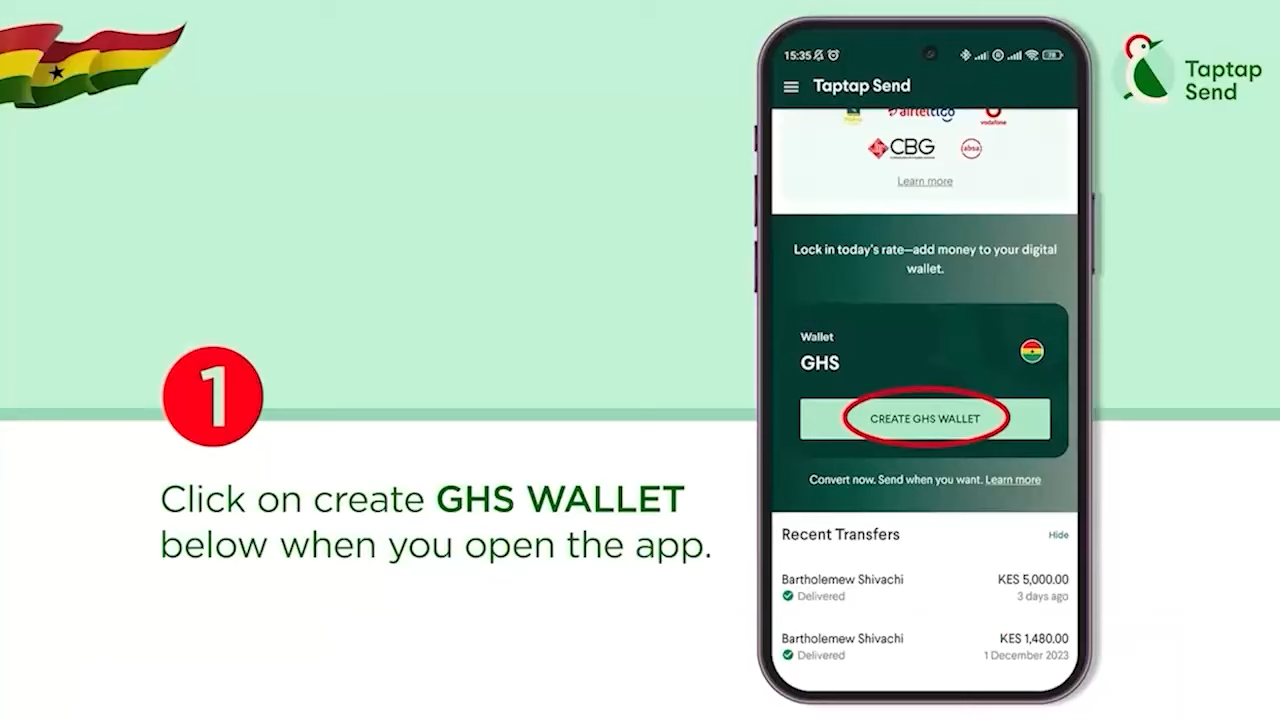 1
Click on create GHS WALLET
below when you open the app.
15:35
78
Taptap Send
airteltigo
vodafone
CBG
absa
Learn more
Lock in today's rate—add money to your digital
wallet.
Wallet
GHS
CREATE GHS WALLET
Convert now. Send when you want. Learn more
Recent Transfers
Hide
Bartholemew Shivachi
KES 5,000.00
Delivered
3 days ago
Bartholemew Shivachi
KES 1,480.00
Delivered
1 December 2023
Taptap
Send